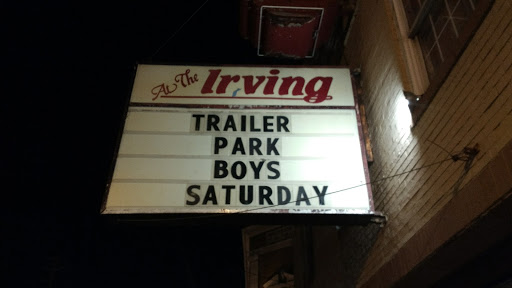 At The Irving
TRAILER
PARK
BOYS
SATURDAY